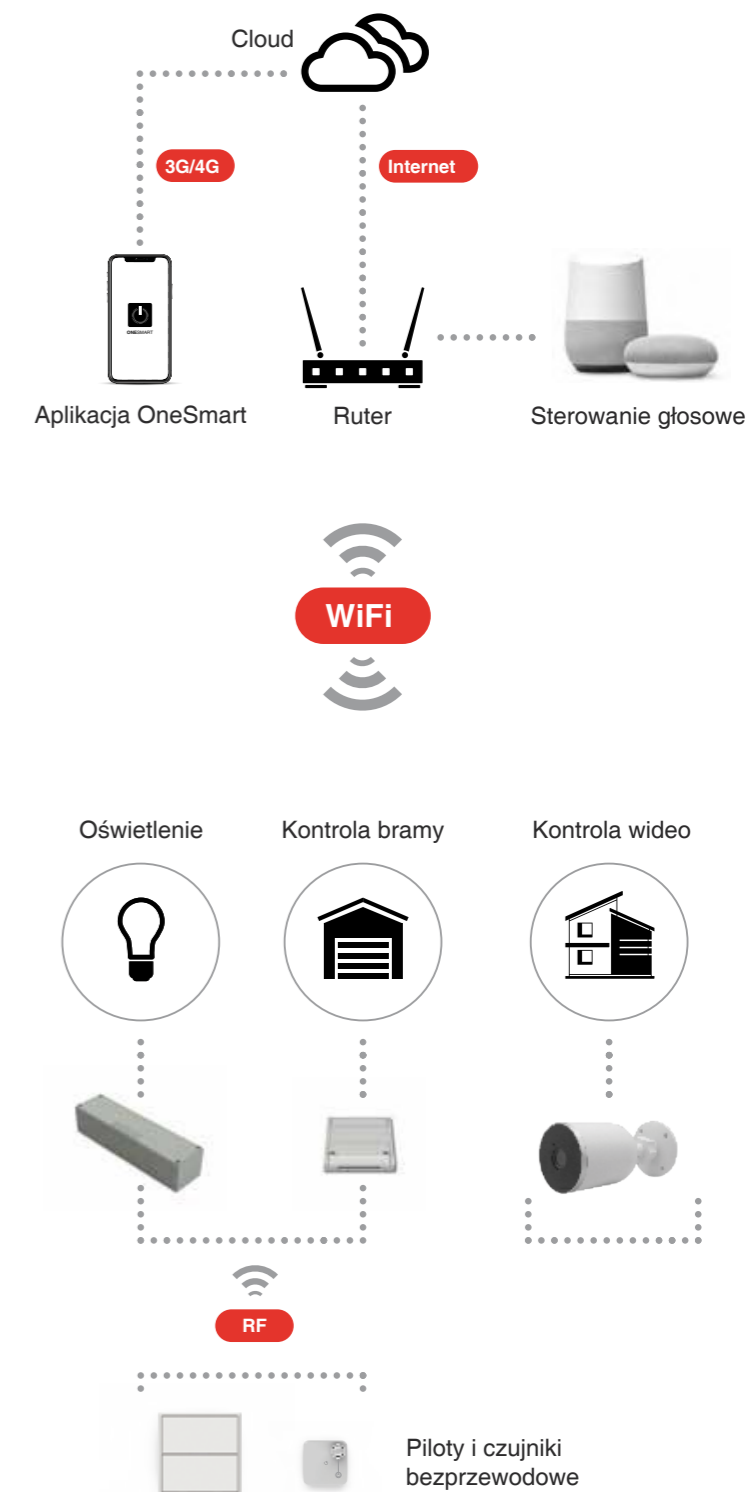 Cloud
3G/4G
Internet
ONESMART
Aplikacja OneSmart
Ruter
Sterowanie głosowe
WiFi
Oświetlenie
Kontrola bramy
Kontrola wideo
RF
Piloty i czujniki
bezprzewodowe